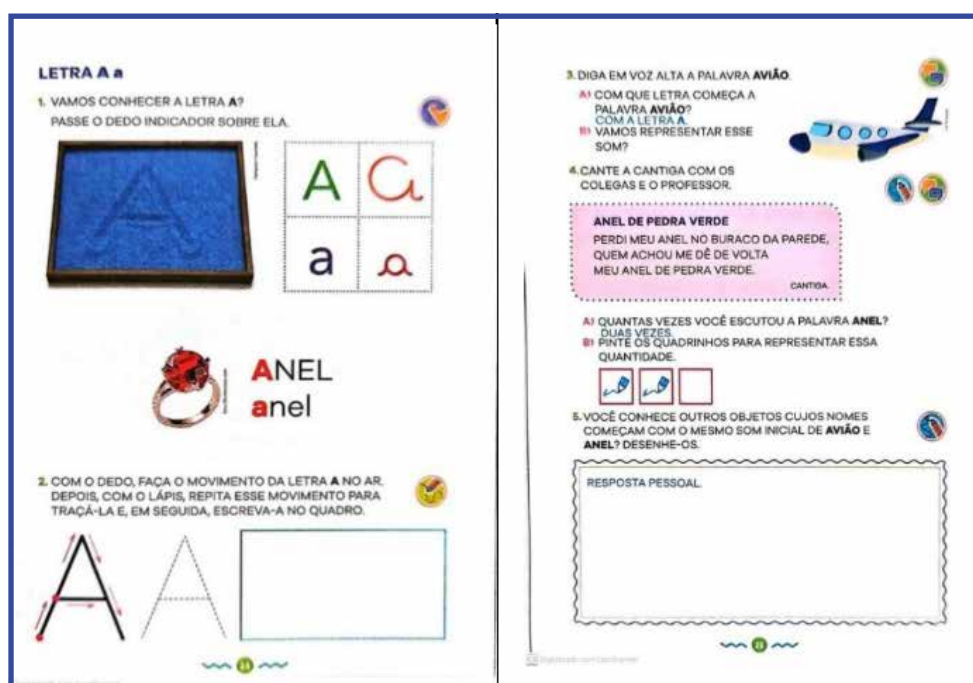 LETRA A a
1. VAMOS CONHECER A LETRA A?
PASSE O DEDO INDICADOR SOBRE ELA.
A
A A
a a
ANEL
anel
2. COM O DEDO, FAÇA O MOVIMENTO DA LETRA A NO AR.
DEPOIS, COM O LÁPIS, REPITA ESSE MOVIMENTO PARA
TRAÇÁ-LA E, EM SEGUIDA, ESCREVA-A NO QUADRO.
A A
3. DIGA EM VOZ ALTA A PALAVRA AVIÃO.
A) COM QUE LETRA COMEÇA A
PALAVRA AVIÃO?
COM A LETRA A.
B) VAMOS REPRESENTAR ESSE
SOM?
4. CANTE A CANTIGA COM OS
COLEGAS E O PROFESSOR.
ANEL DE PEDRA VERDE
PERDI MEU ANEL NO BURACO DA PAREDE,
QUEM ACHOU ME DÊ DE VOLTA
MEU ANEL DE PEDRA VERDE.
CANTIGA.
A) QUANTAS VEZES VOCÊ ESCUTOU A PALAVRA ANEL?
DUAS VEZES.
B) PINTE OS QUADRINHOS PARA REPRESENTAR ESSA
QUANTIDADE.
5. VOCÊ CONHECE OUTROS OBJETOS CUJOS NOMES
COMEÇAM COM O MESMO SOM INICIAL DE AVIÃO E
ANEL? DESENHE-OS.
RESPOSTA PESSOAL.